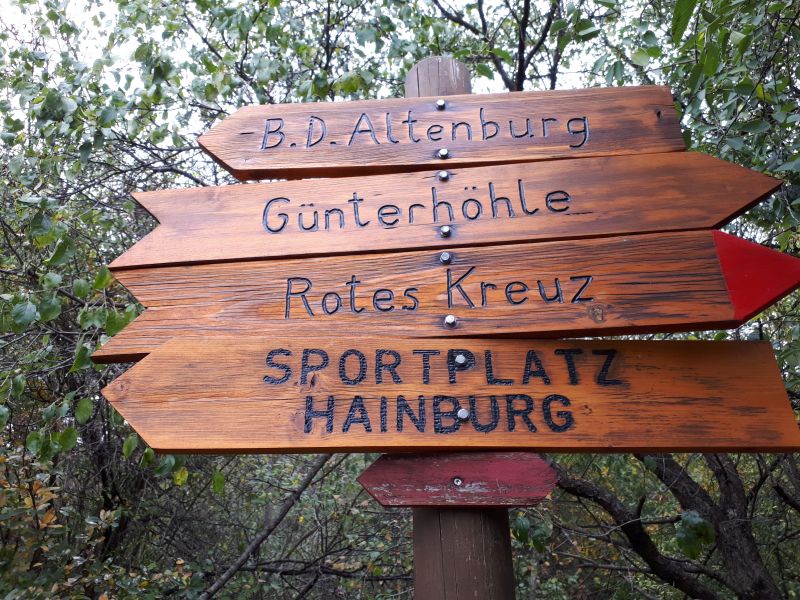 B.D. Altenburg
Günterhöhle
Rotes Kreuz
SPORTPLATZ
HAINBURG